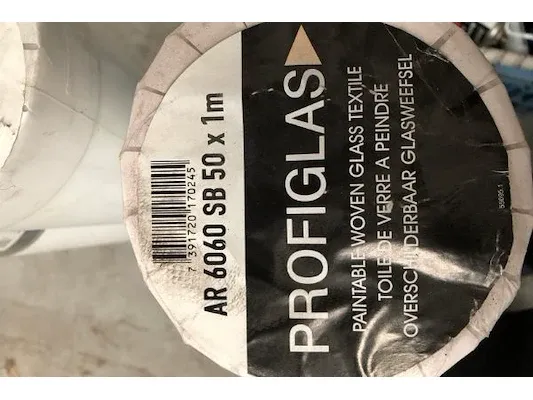 7 391720 170245
AR 6060 SB 50 x 1m
PROFIGLAS
PAINTABLE WOVEN GLASS TEXTILE
TOILE DE VERRE A PEINDRE
OVERSCHILDERBAAR GLASWEEFSEL